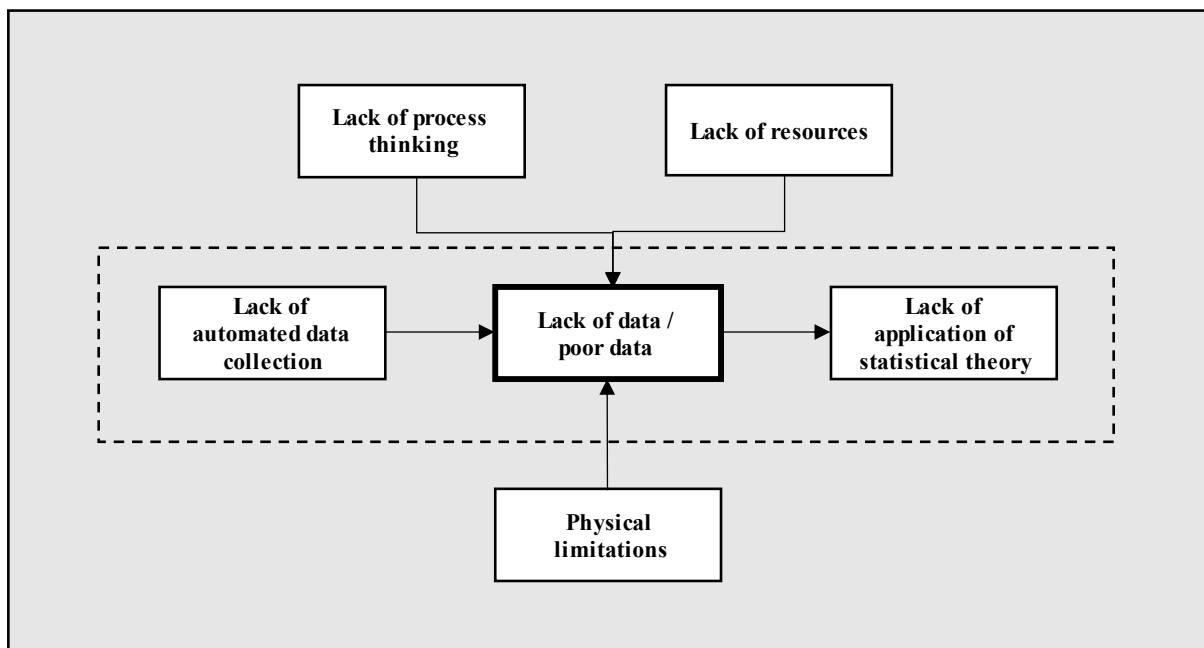 Lack of process
thinking
Lack of resources
Lack of
automated data
collection
Lack of data /
poor data
Lack of
application of
statistical theory
Physical
limitations